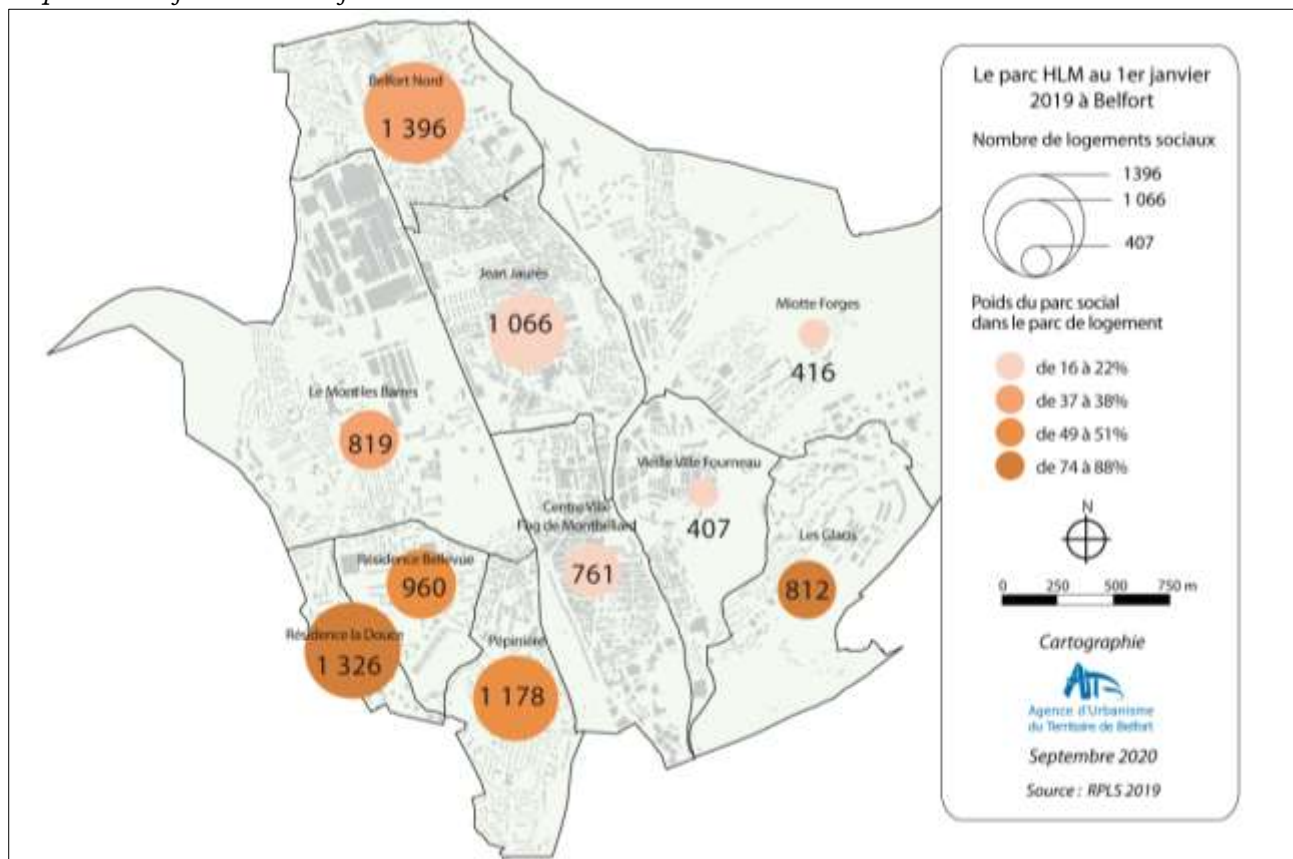 Belfort Nord
1 396
Jean Jaurès
1 066
Miotte Forges
416
Le Mont les Barres
819
Vieille Ville Fourneau
407
Centre Ville
Fbg de Montbéliard
761
Les Glacis
812
Résidence Bellevue
960
Résidence la Douce
1 326
Pépinière
1 178
Le parc HLM au 1er janvier
2019 à Belfort
Nombre de logements sociaux
1396
1 066
407
Poids du parc social
dans le parc de logement
de 16 à 22%
de 37 à 38%
de 49 à 51%
de 74 à 88%
N
0 250 500 750 m
Cartographie
Agence d'Urbanisme
du Territoire de Belfort
Septembre 2020
Source : RPLS 2019